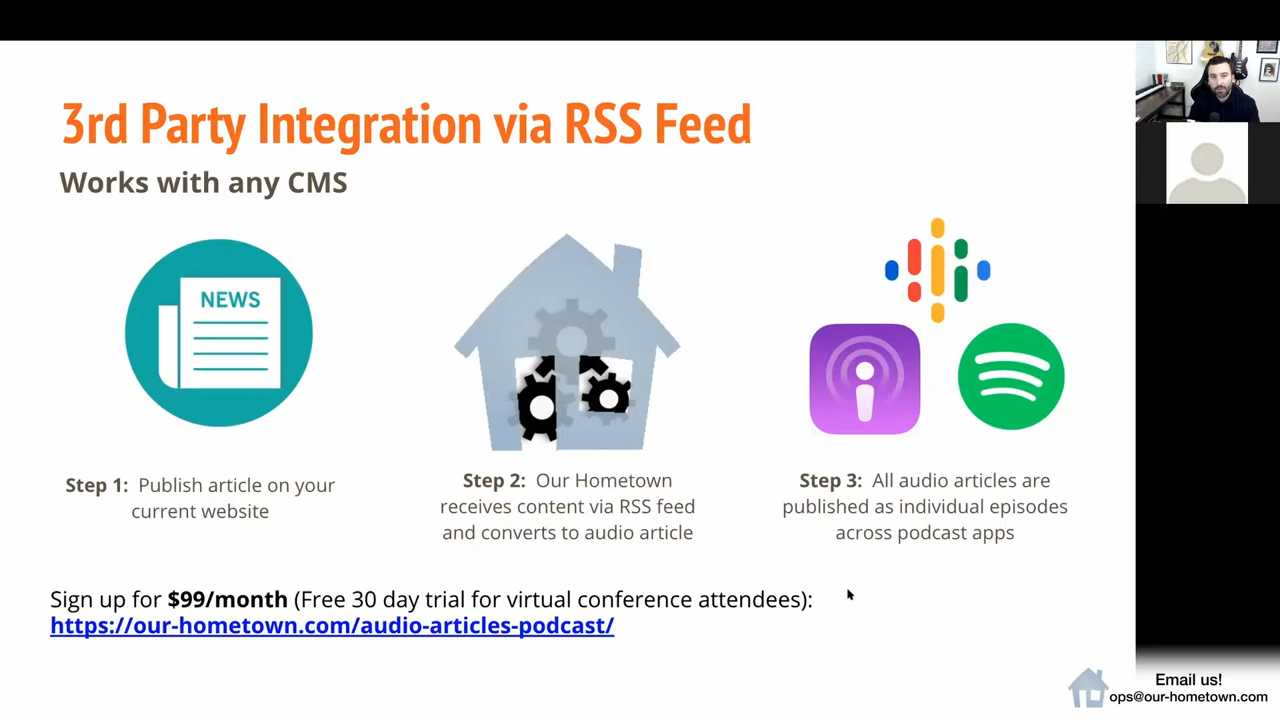 3rd Party Integration via RSS Feed
Works with any CMS
NEWS
Step 1: Publish article on your
current website
Step 2: Our Hometown
receives content via RSS feed
and converts to audio article
Step 3: All audio articles are
published as individual episodes
across podcast apps
Sign up for $99/month (Free 30 day trial for virtual conference attendees):
https://our-hometown.com/audio-articles-podcast/
Email us!
ops@our-hometown.com